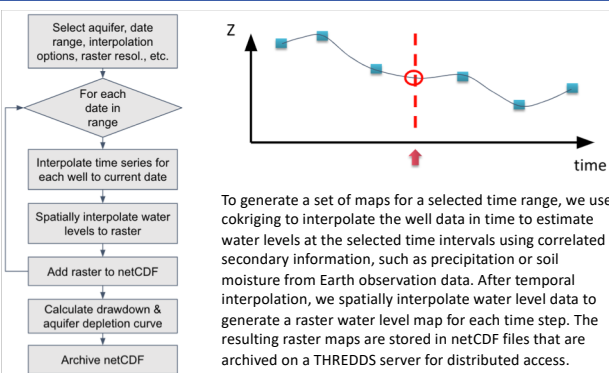 Select aquifer, date
range, interpolation
options, raster resol., etc.
For each
date in
range
Interpolate time series for
each well to current date
Spatially interpolate water
levels to raster
Add raster to netCDF
Calculate drawdown &
aquifer depletion curve
Archive netCDF
Z
time
To generate a set of maps for a selected time range, we use
cokriging to interpolate the well data in time to estimate
water levels at the selected time intervals using correlated
secondary information, such as precipitation or soil
moisture from Earth observation data. After temporal
interpolation, we spatially interpolate water level data to
generate a raster water level map for each time step. The
resulting raster maps are stored in netCDF files that are
archived on a THREDDS server for distributed access.